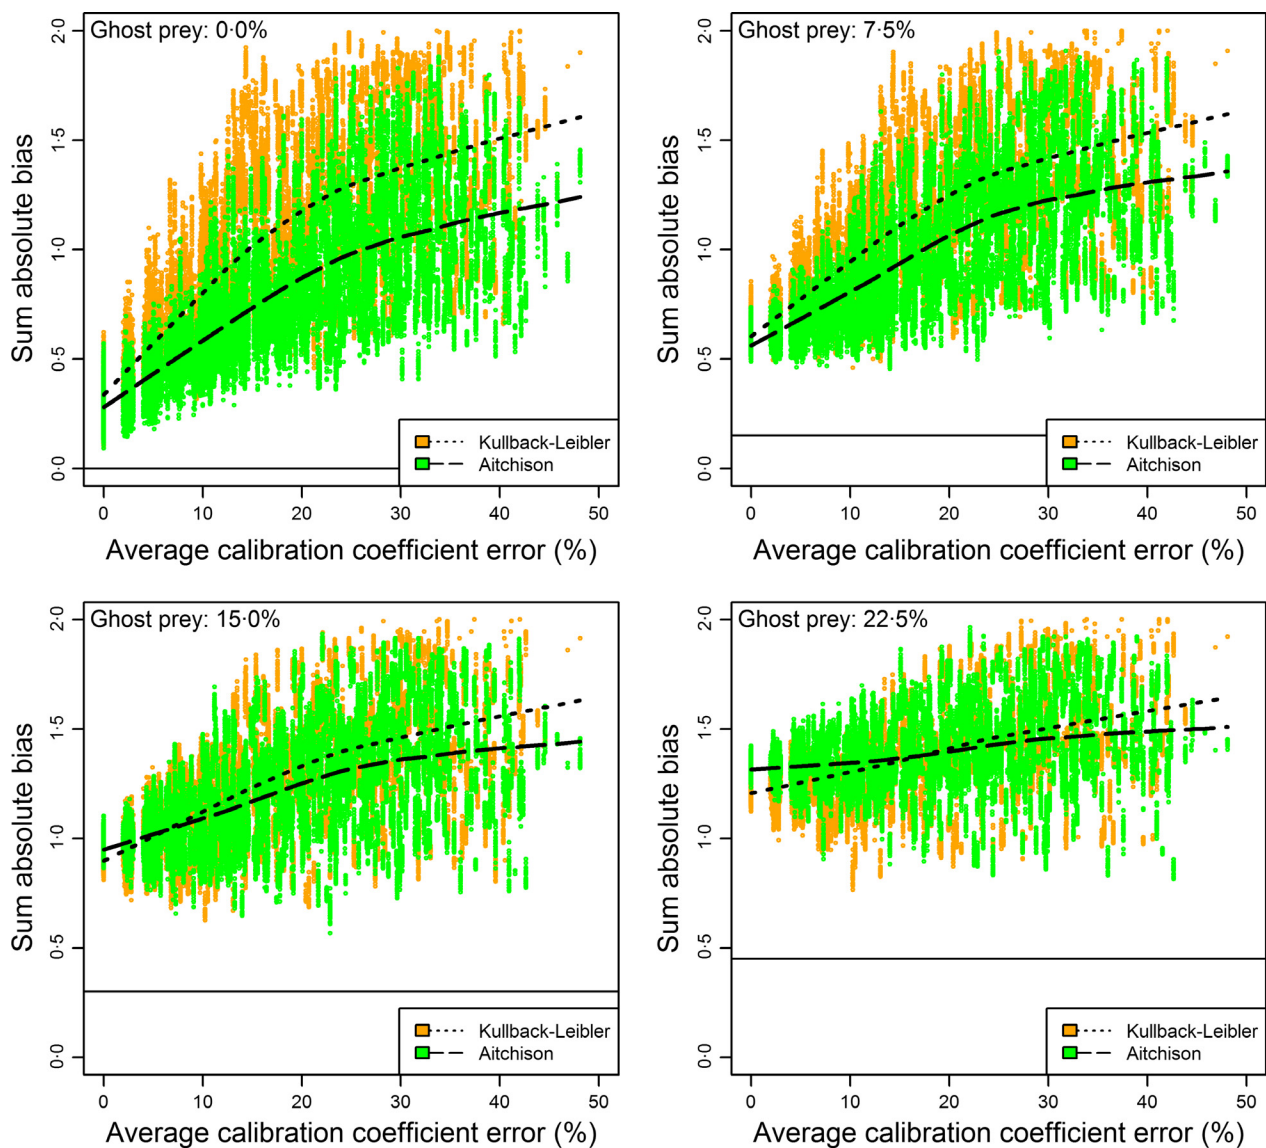 Ghost prey: 0·0%
Sum absolute bias
2·0
1·5
1·0
0·5
0·0
Kullback-Leibler
Aitchison
0 10 20 30 40 50
Average calibration coefficient error (%)
Ghost prey: 7·5%
Sum absolute bias
2·0
1·5
1·0
0·5
0·0
Kullback-Leibler
Aitchison
0 10 20 30 40 50
Average calibration coefficient error (%)
Ghost prey: 15·0%
Sum absolute bias
2·0
1·5
1·0
0·5
0·0
Kullback-Leibler
Aitchison
0 10 20 30 40 50
Average calibration coefficient error (%)
Ghost prey: 22·5%
Sum absolute bias
2·0
1·5
1·0
0·5
0·0
Kullback-Leibler
Aitchison
0 10 20 30 40 50
Average calibration coefficient error (%)